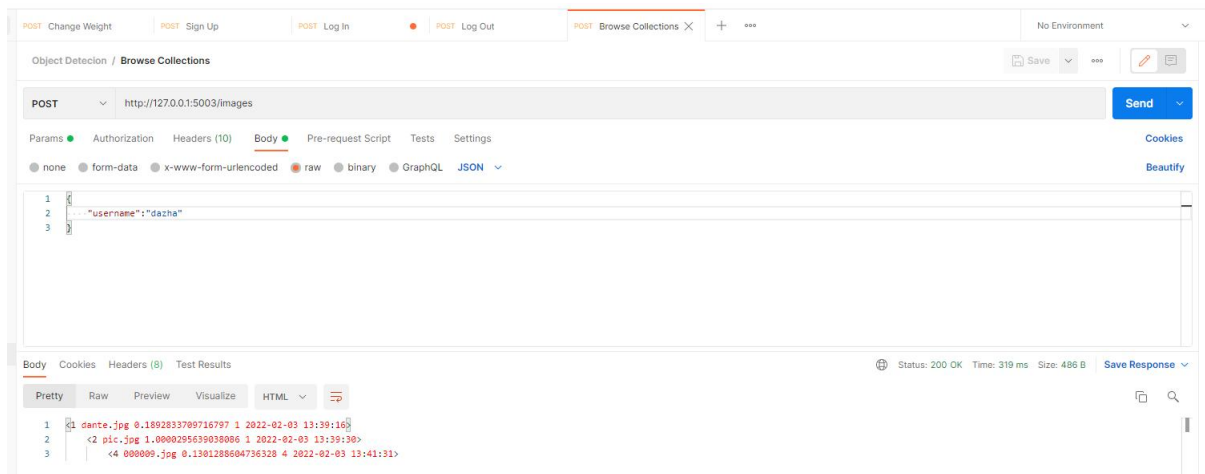 POST Change Weight POST Sign Up POST Log In POST Log Out POST Browse Collections No Environment
Object Detecion / Browse Collections Save
POST http://127.0.0.1:5003/images Send
Params Authorization Headers (10) Body Pre-request Script Tests Settings Cookies
none form-data x-www-form-urlencoded raw binary GraphQL JSON Beautify
1 {
2 "username":"dazha"
3 }
Body Cookies Headers (8) Test Results Status: 200 OK Time: 319 ms Size: 486 B Save Response
Pretty Raw Preview Visualize HTML
1 <1 dante.jpg 0.1892833709716797 1 2022-02-03 13:39:16>
2 <2 pic.jpg 1.0000295639038086 1 2022-02-03 13:39:30>
3 <4 000009.jpg 0.1301288604736328 4 2022-02-03 13:41:31>